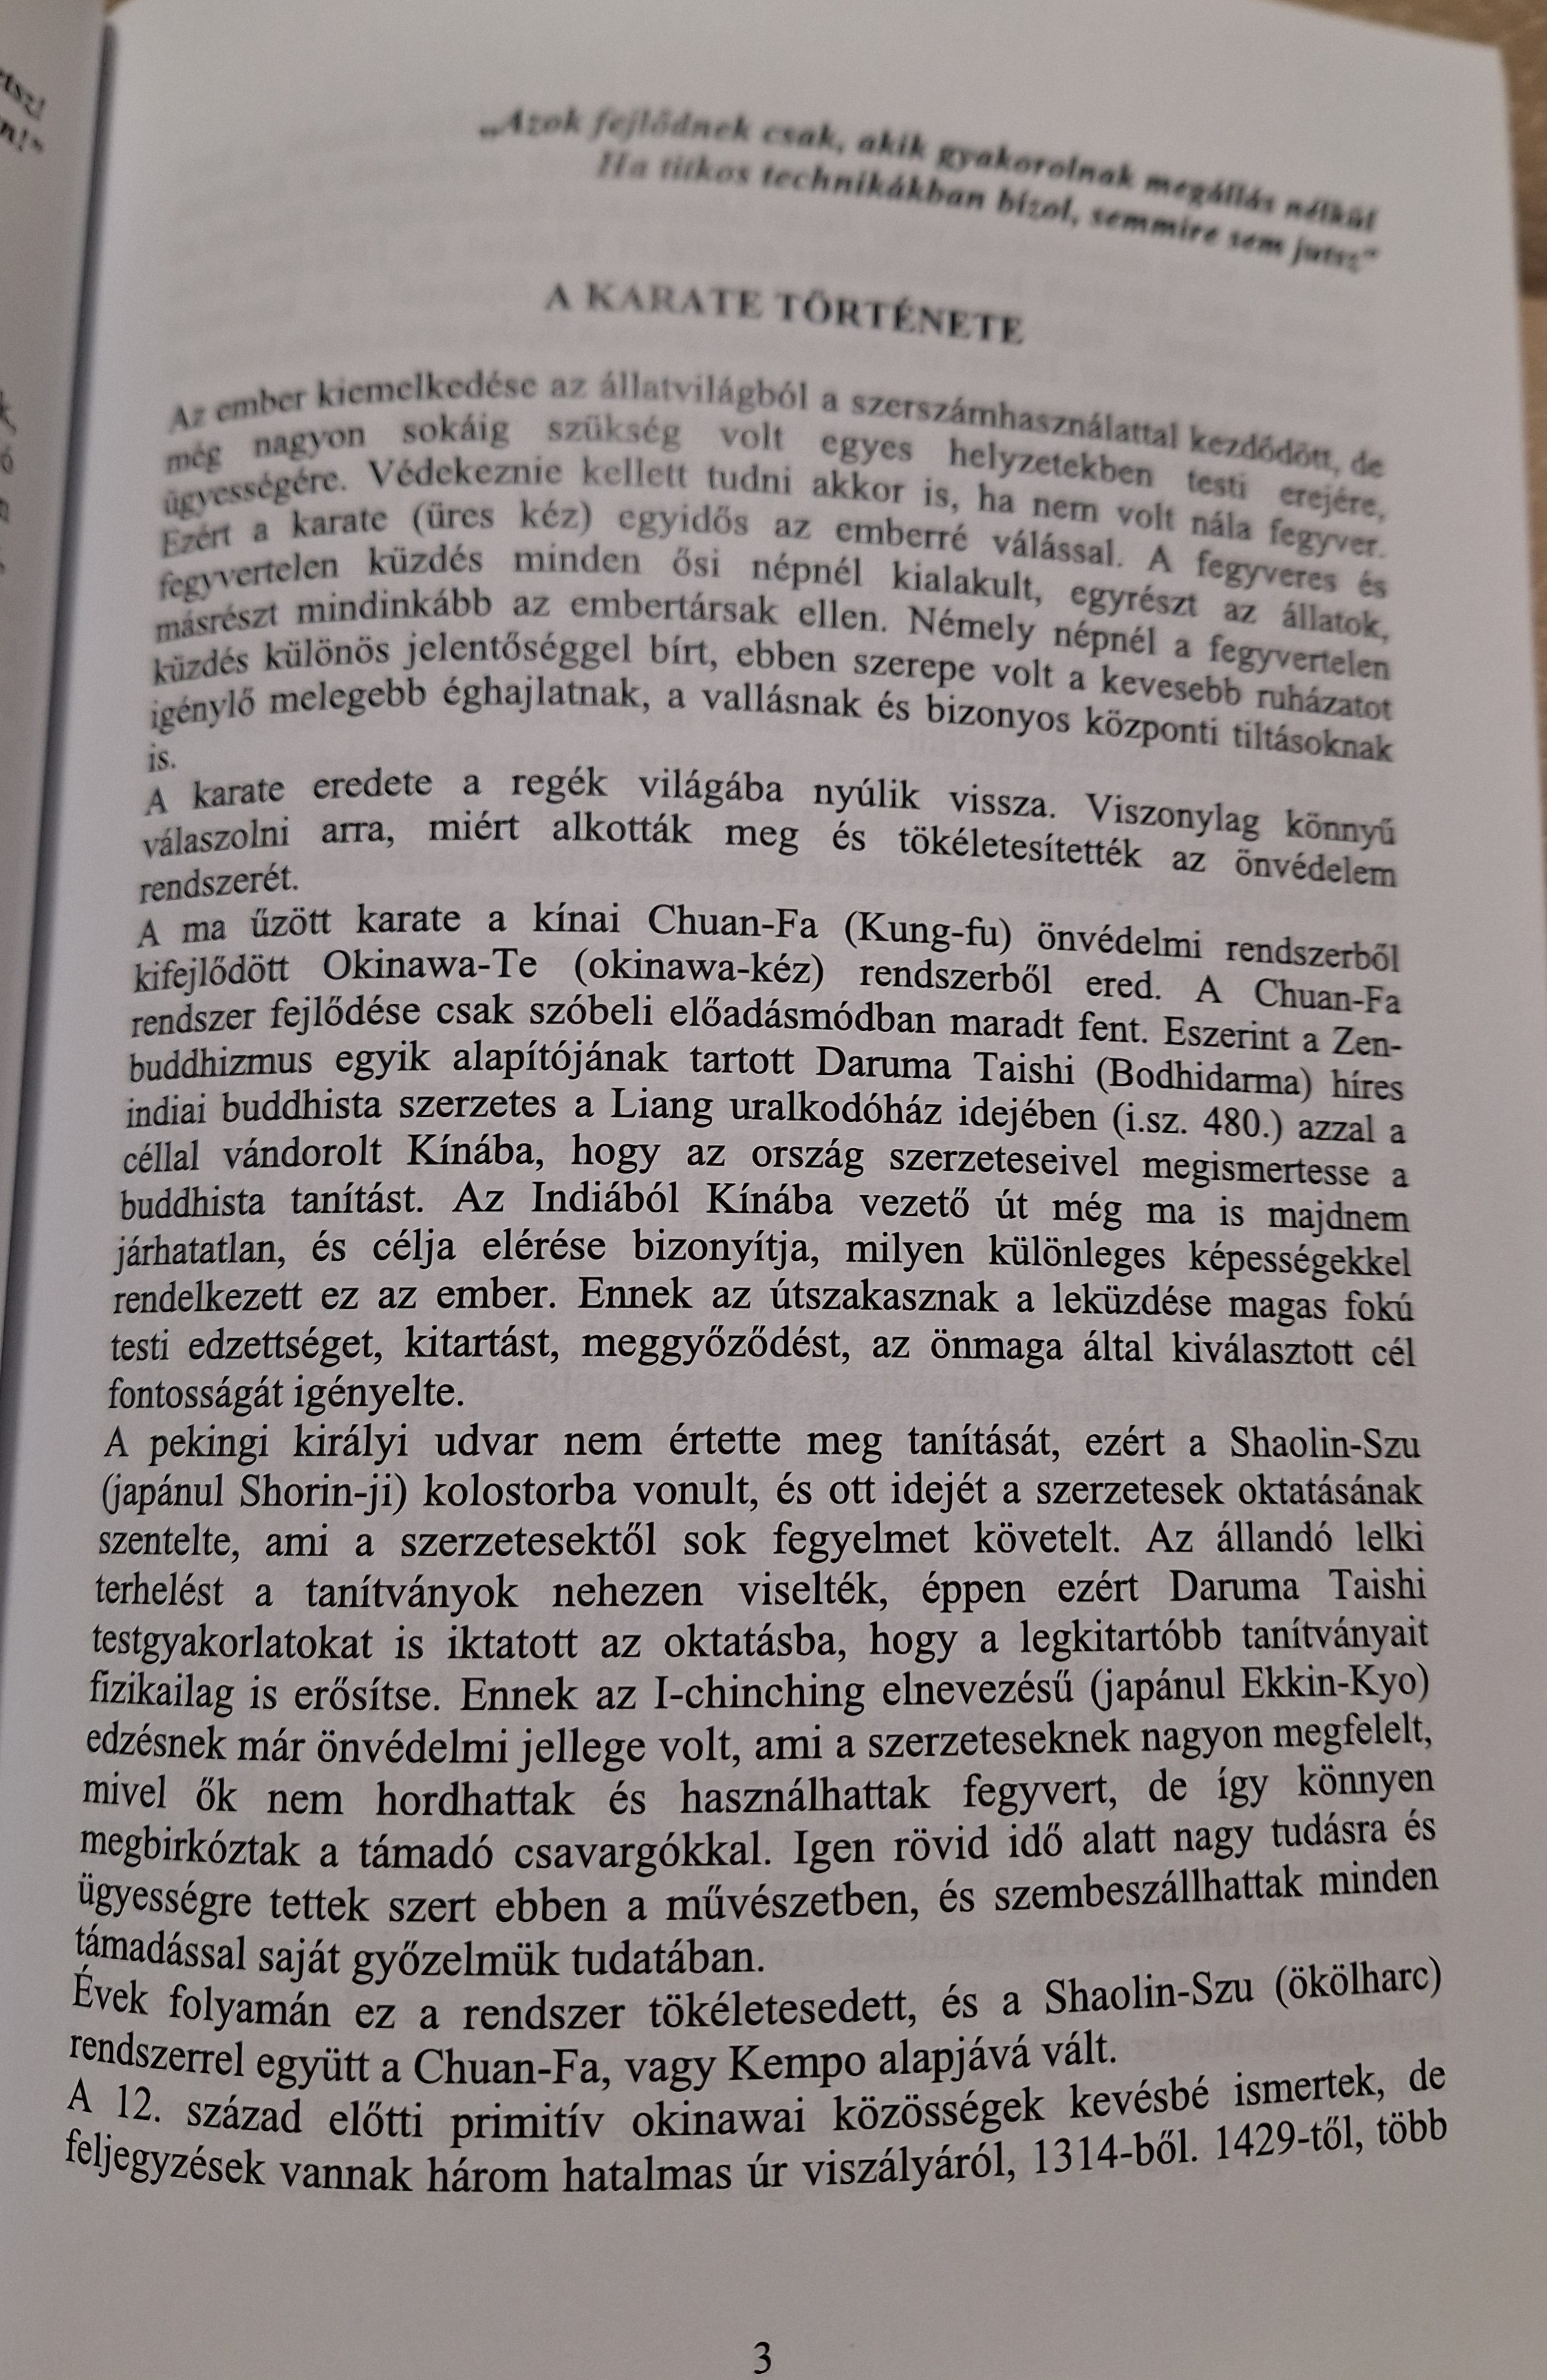 etsz!
n!"
„Azok fejlődnek csak, akik gyakorolnak megállás nélkül
Ha titkos technikákban bízol, semmire sem jutsz"
A KARATE TÖRTÉNETE
Az ember kiemelkedése az állatvilágból a szerszámhasználattal kezdődött, de
még nagyon sokáig szükség volt egyes helyzetekben testi erejére,
ügyességére. Védekeznie kellett tudni akkor is, ha nem volt nála fegyver.
Ezért a karate (üres kéz) egyidős az emberré válással. A fegyveres és
fegyvertelen küzdés minden ősi népnél kialakult, egyrészt az állatok,
másrészt mindinkább az embertársak ellen. Némely népnél a fegyvertelen
küzdés különös jelentőséggel bírt, ebben szerepe volt a kevesebb ruházatot
igénylő melegebb éghajlatnak, a vallásnak és bizonyos központi tiltásoknak
is.
A karate eredete a regék világába nyúlik vissza. Viszonylag könnyű
válaszolni arra, miért alkották meg és tökéletesítették az önvédelem
rendszerét.
A ma űzött karate a kínai Chuan-Fa (Kung-fu) önvédelmi rendszerből
kifejlődött Okinawa-Te (okinawa-kéz) rendszerből ered. A Chuan-Fa
rendszer fejlődése csak szóbeli előadásmódban maradt fent. Eszerint a Zen-
buddhizmus egyik alapítójának tartott Daruma Taishi (Bodhidarma) híres
indiai buddhista szerzetes a Liang uralkodóház idejében (i.sz. 480.) azzal a
céllal vándorolt Kínába, hogy az ország szerzeteseivel megismertesse a
buddhista tanítást. Az Indiából Kínába vezető út még ma is majdnem
járhatatlan, és célja elérése bizonyítja, milyen különleges képességekkel
rendelkezett ez az ember. Ennek az útszakasznak a leküzdése magas fokú
testi edzettséget, kitartást, meggyőződést, az önmaga által kiválasztott cél
fontosságát igényelte.
A pekingi királyi udvar nem értette meg tanítását, ezért a Shaolin-Szu
(japánul Shorin-ji) kolostorba vonult, és ott idejét a szerzetesek oktatásának
szentelte, ami a szerzetesektől sok fegyelmet követelt. Az állandó lelki
terhelést a tanítványok nehezen viselték, éppen ezért Daruma Taishi
testgyakorlatokat is iktatott az oktatásba, hogy a legkitartóbb tanítványait
fizikailag is erősítse. Ennek az I-chinching elnevezésű (japánul Ekkin-Kyo)
edzésnek már önvédelmi jellege volt, ami a szerzeteseknek nagyon megfelelt,
mivel ők nem hordhattak és használhattak fegyvert, de így könnyen
megbirkóztak a támadó csavargókkal. Igen rövid idő alatt nagy tudásra és
ügyességre tettek szert ebben a művészetben, és szembeszállhattak minden
támadással saját győzelmük tudatában.
Évek folyamán ez a rendszer tökéletesedett, és a Shaolin-Szu (ökölharc)
rendszerrel együtt a Chuan-Fa, vagy Kempo alapjává vált.
A 12. század előtti primitív okinawai közösségek kevésbé ismertek, de
feljegyzések vannak három hatalmas úr viszályáról, 1314-ből. 1429-től, több
3